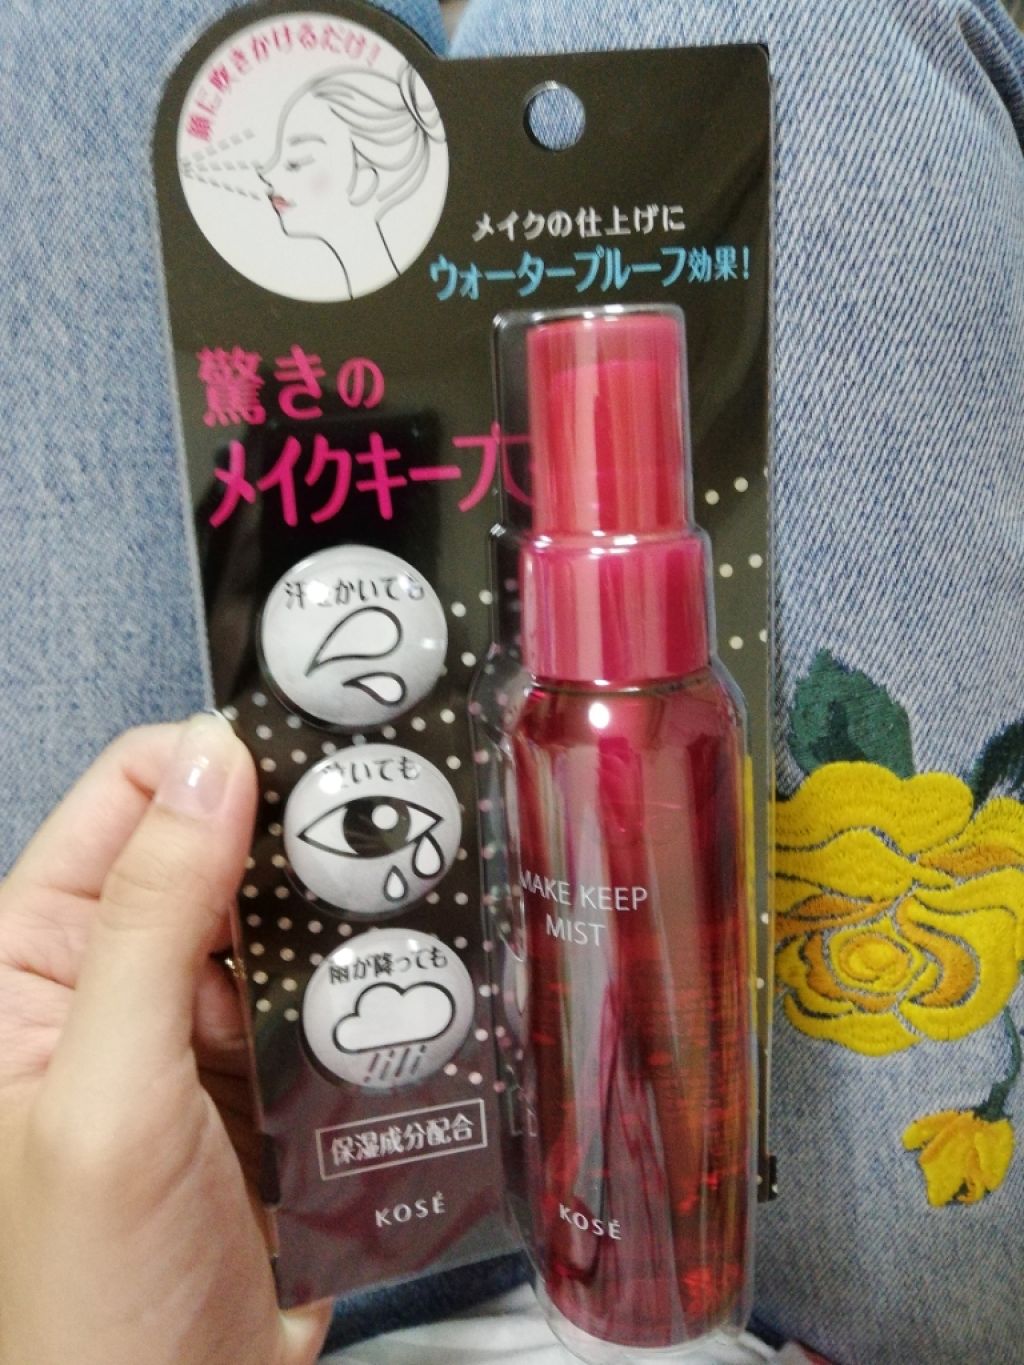 顔に吹きかけるだけ!
メイクの仕上げに
ウォータープルーフ効果!
驚きの
メイクキープ
汗をかいても
泣いても
雨が降っても
保湿成分配合
KOSÉ
MAKE KEEP
MIST
KOSÉ